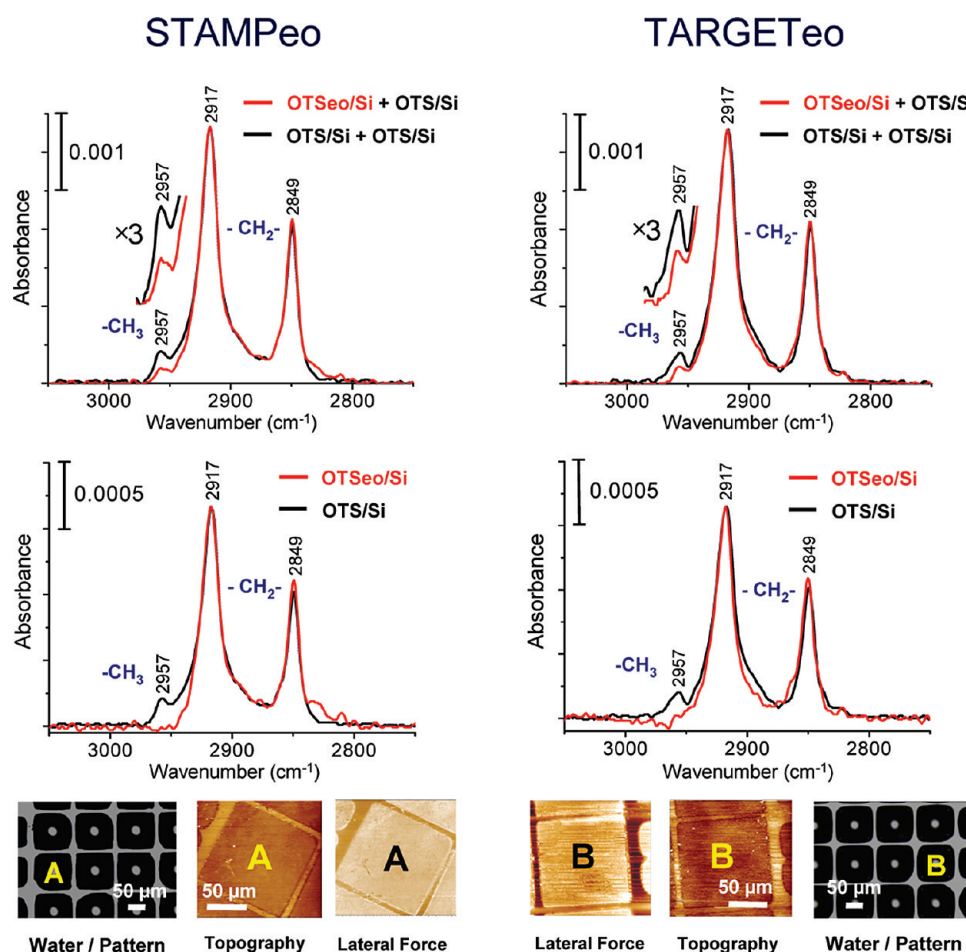 STAMPeo
TARGETeo
OTSeo/Si + OTS/Si
OTS/Si + OTS/Si
0.001
2917
2849
2957
×3
- CH₂-
-CH₃
2957
Absorbance
3000
2900
2800
Wavenumber (cm⁻¹)
OTSeo/Si + OTS/S
OTS/Si + OTS/Si
0.001
2917
2849
2957
×3
- CH₂-
-CH₃
2957
Absorbance
3000
2900
2800
Wavenumber (cm⁻¹)
OTSeo/Si
OTS/Si
0.0005
2917
2849
- CH₂-
-CH₃
2957
Absorbance
3000
2900
2800
Wavenumber (cm⁻¹)
OTSeo/Si
OTS/Si
0.0005
2917
2849
- CH₂-
-CH₃
2957
Absorbance
3000
2900
2800
Wavenumber (cm⁻¹)
A
50 µm
A
50 µm
A
B
B
50 µm
B
50 µm
Water / Pattern
Topography
Lateral Force
Lateral Force
Topography
Water / Pattern